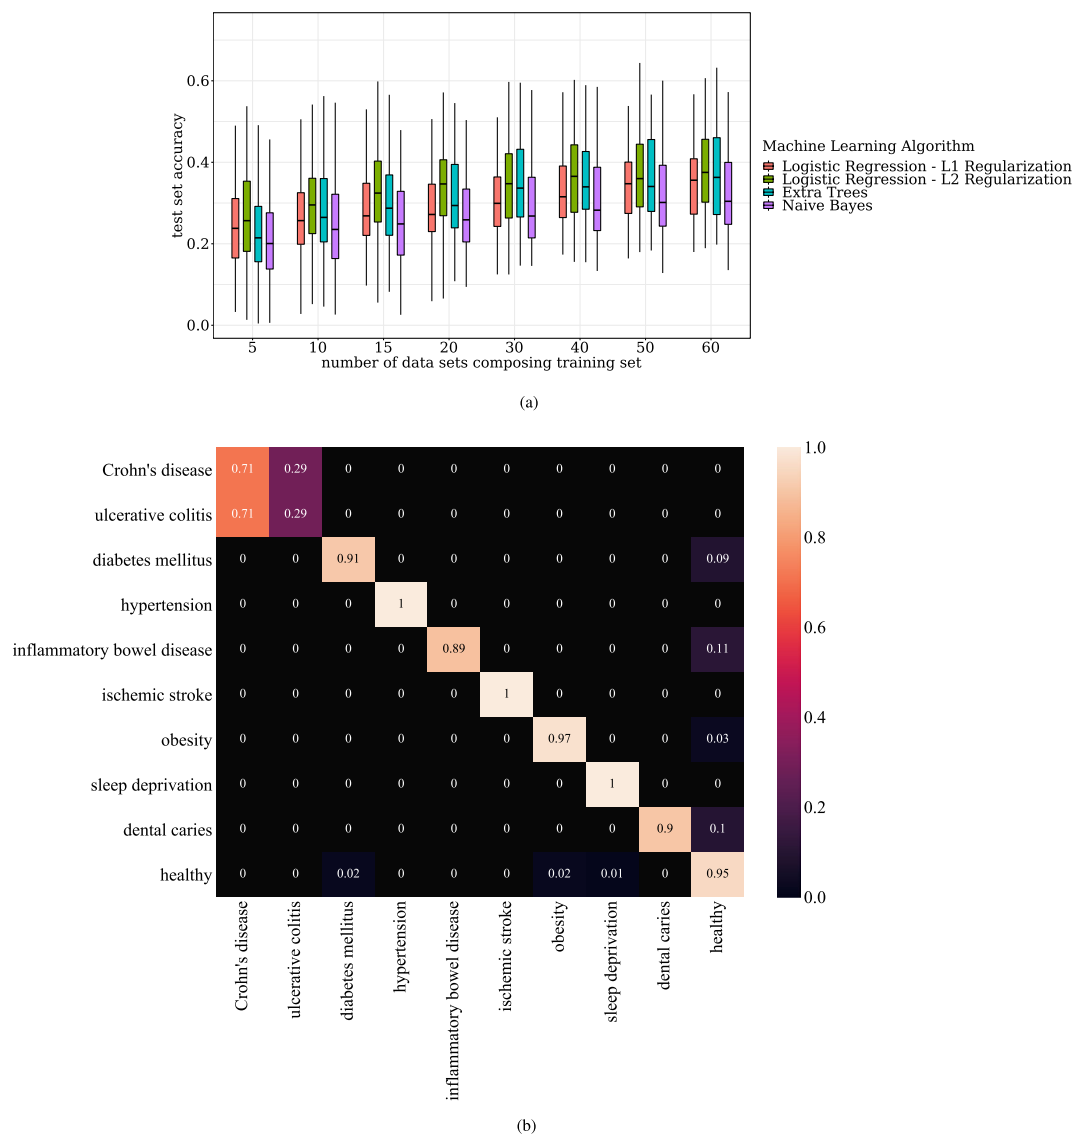 0.6
0.4
0.2
0.0
test set accuracy
5 10 15 20 30 40 50 60
number of data sets composing training set
Machine Learning Algorithm
Logistic Regression - L1 Regularization
Logistic Regression - L2 Regularization
Extra Trees
Naive Bayes
(a)
Crohn's disease 0.71 0.29 0 0 0 0 0 0 0 0
ulcerative colitis 0.71 0.29 0 0 0 0 0 0 0 0
diabetes mellitus 0 0 0.91 0 0 0 0 0 0 0.09
hypertension 0 0 0 1 0 0 0 0 0 0
inflammatory bowel disease 0 0 0 0 0.89 0 0 0 0 0.11
ischemic stroke 0 0 0 0 0 1 0 0 0 0
obesity 0 0 0 0 0 0 0.97 0 0 0.03
sleep deprivation 0 0 0 0 0 0 0 1 0 0
dental caries 0 0 0 0 0 0 0 0 0.9 0.1
healthy 0 0 0.02 0 0 0 0.02 0.01 0 0.95
Crohn's disease
ulcerative colitis
diabetes mellitus
hypertension
inflammatory bowel disease
ischemic stroke
obesity
sleep deprivation
dental caries
healthy
1.0
0.8
0.6
0.4
0.2
0.0
(b)